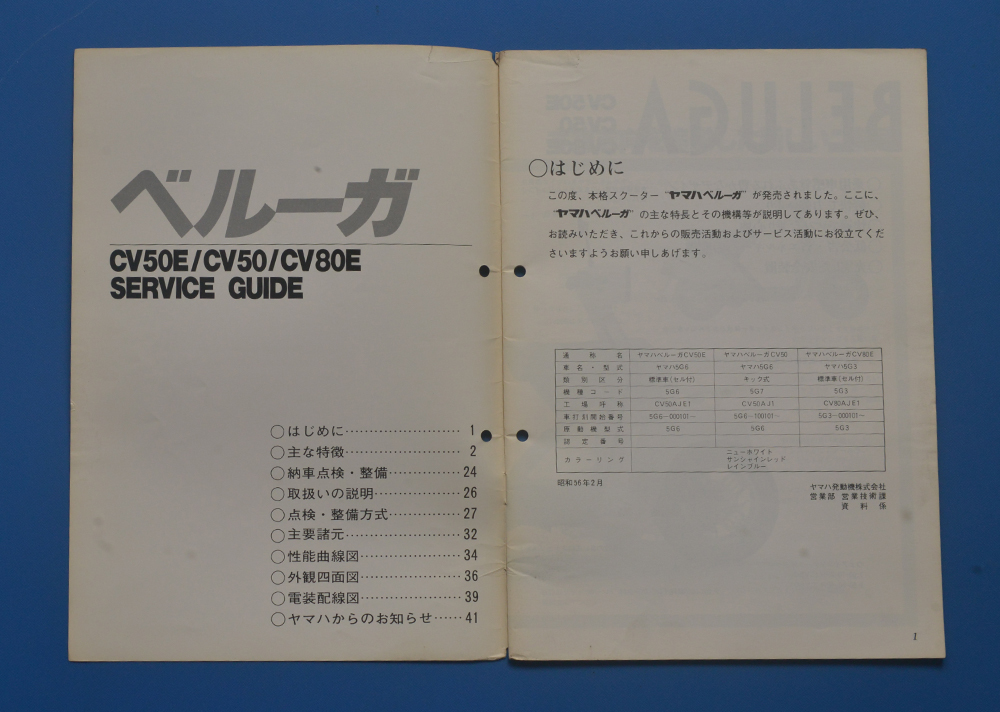 ベルーガ
CV50E/CV50/CV80E
SERVICE GUIDE
○はじめに……………………1
○主な特徴……………………2
○納車点検・整備……………24
○取扱いの説明………………26
○点検・整備方式……………27
○主要諸元……………………32
○性能曲線図…………………34
○外観四面図…………………36
○電装配線図…………………39
○ヤマハからのお知らせ……41
○はじめに
この度、本格スクーター“ヤマハベルーガ”が発売されました。ここに、
“ヤマハベルーガ”の主な特長とその機構等が説明してあります。ぜひ、
お読みいただき、これからの販売活動およびサービス活動にお役立てくだ
さいますようお願い申しあげます。
通称名 ヤマハベルーガCV50E ヤマハベルーガCV50 ヤマハベルーガCV80E
車名・型式 ヤマハ5G6 ヤマハ5G6 ヤマハ5G3
類別区分 標準車(セル付) キック式 標準車(セル付)
機種コード 5G6 5G7 5G3
工場呼称 CV50AJE1 CV50AJ1 CV80AJE1
車打刻開始番号 5G6-000101~ 5G6-100101~ 5G3-000101~
原動機型式 5G6 5G6 5G3
認定番号
カラーリング ニューホワイト
サンシャインレッド
レインブルー
昭和56年2月
ヤマハ発動機株式会社
営業部 営業技術課
資料係
1
BELUGA
CV50E
CV50
CV80E